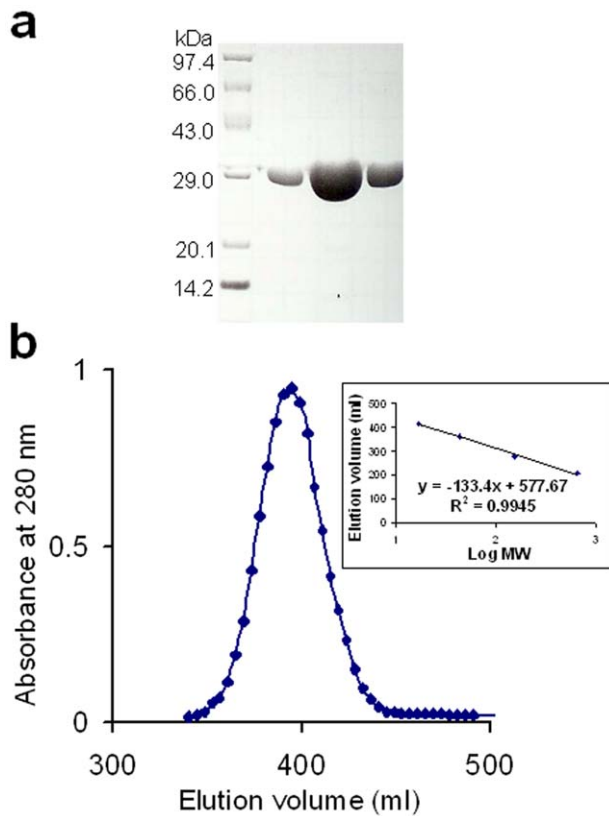 a
kDa
97.4
66.0
43.0
29.0
20.1
14.2
b
Absorbance at 280 nm
1
0.5
0
300
400
500
Elution volume (ml)
Elution volume (ml)
500
400
300
200
100
0
y = -133.4x + 577.67
R² = 0.9945
1
2
3
Log MW